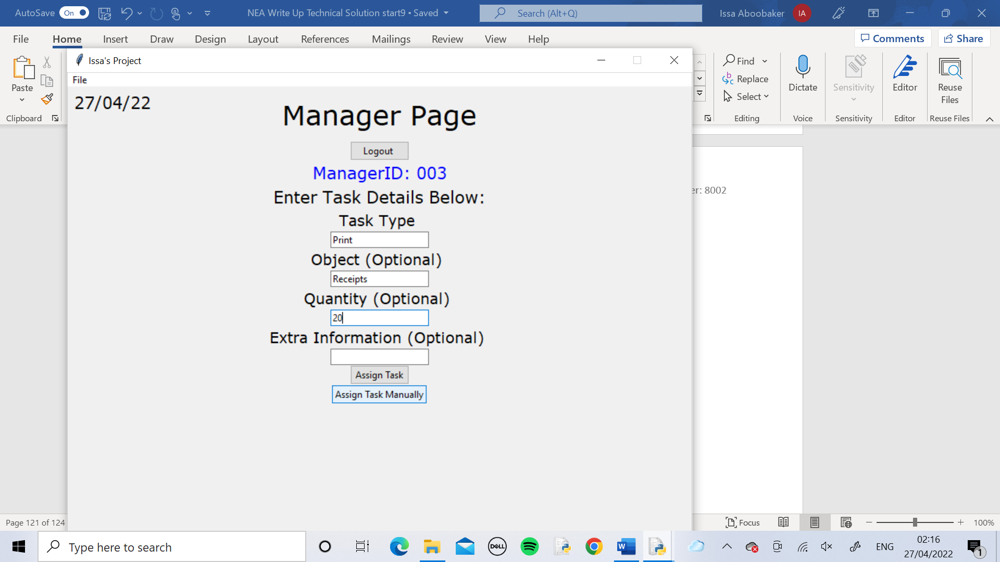 AutoSave On NEA Write Up Technical Solution start9 • Saved Search (Alt+Q) Issa Aboobaker IA
File Home Insert Draw Design Layout References Mailings Review View Help Comments Share
Paste
Clipboard
Find
Replace
Select
Editing
Dictate
Voice
Sensitivity
Sensitivity
Editor
Editor
Reuse
Files
Reuse Files
Issa's Project
File
27/04/22
Manager Page
Logout
ManagerID: 003
Enter Task Details Below:
Task Type
Print
Object (Optional)
Receipts
Quantity (Optional)
20
Extra Information (Optional)
Assign Task
Assign Task Manually
er: 8002
Page 121 of 124 Focus 100%
Type here to search
DELL
W
ENG
02:16
27/04/2022
1